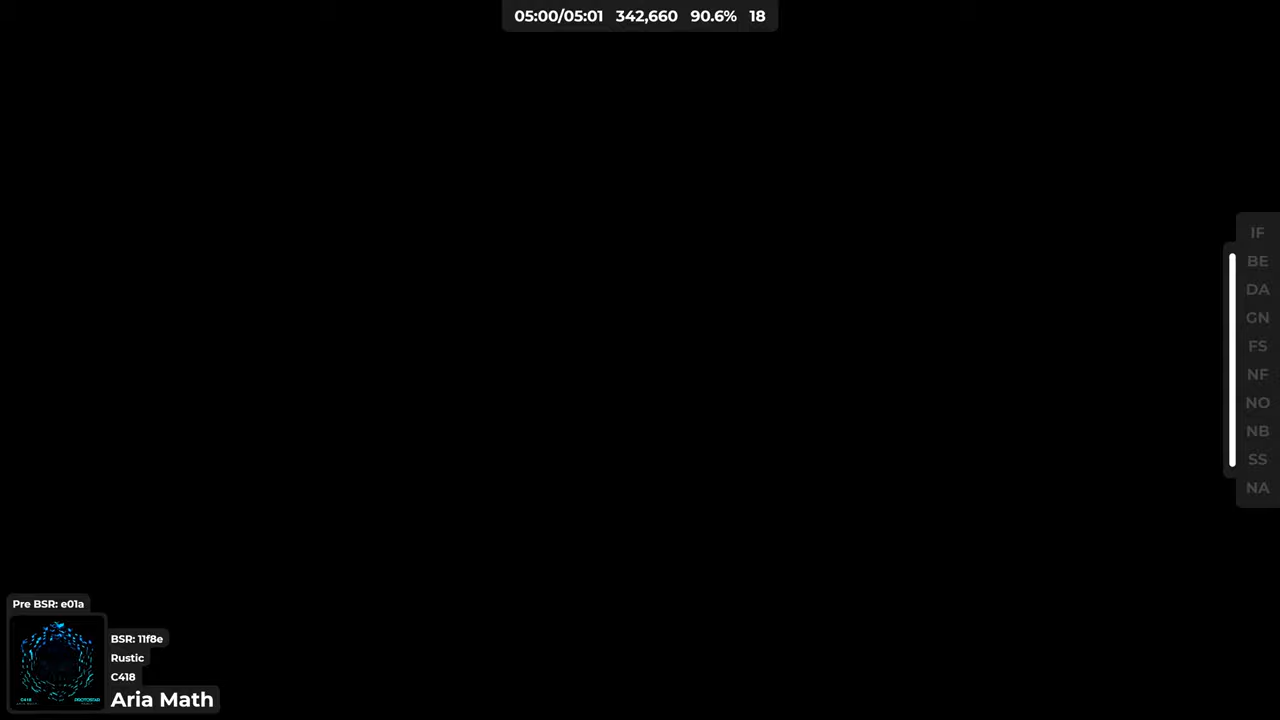 05:00/05:01 342,660 90.6% 18
IF
BE
DA
GN
FS
NF
NO
NB
SS
NA
Pre BSR: e01a
BSR: 11f8e
Rustic
C418
Aria Math